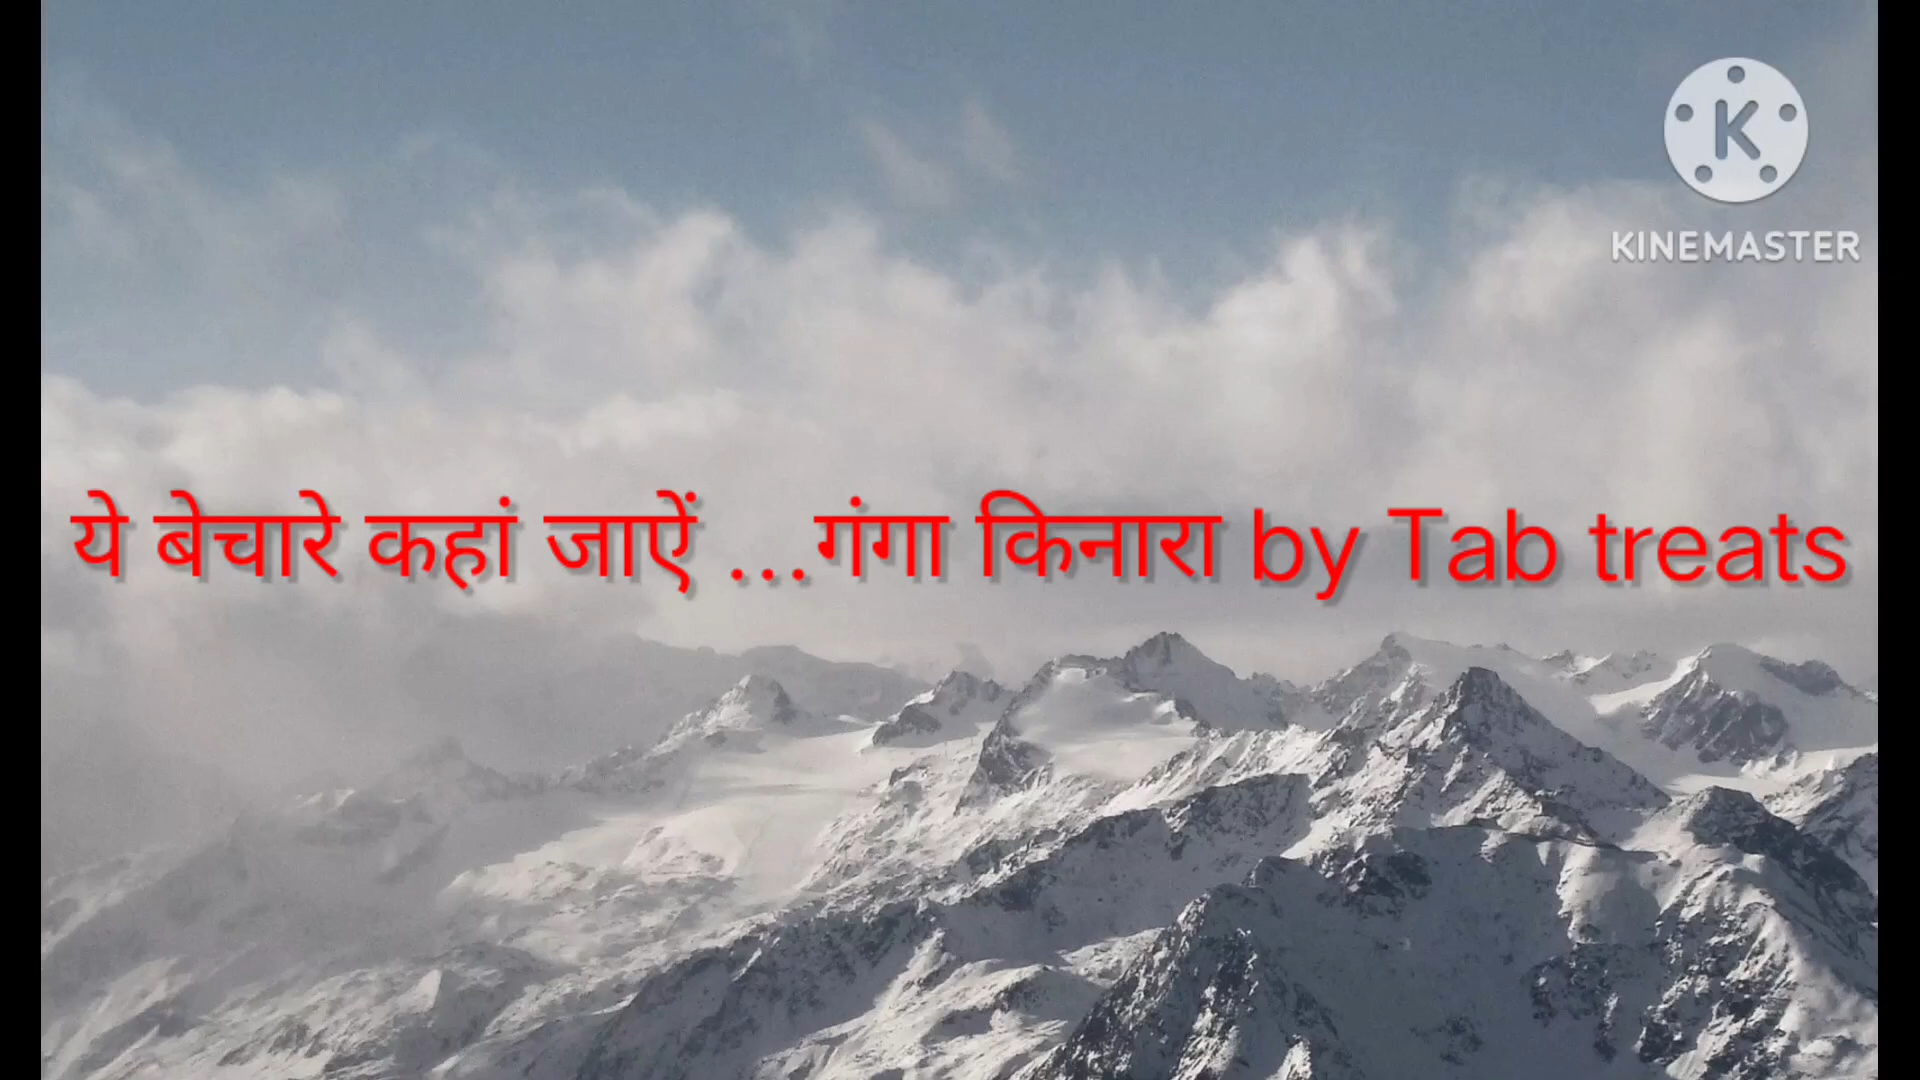 K
KINEMASTER
ये बेचारे कहां जाऐं ...गंगा किनारा by Tab treats